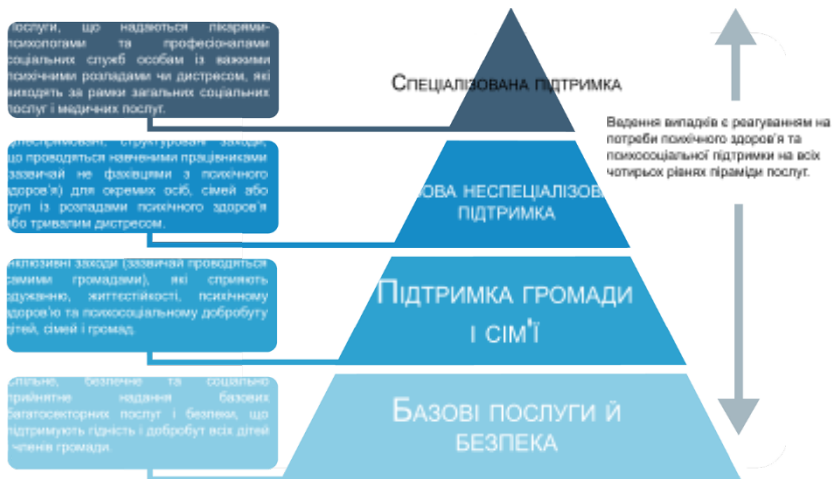 Послуги, що надаються лікарями-
психологами та професіоналами
соціальних служб особам із важкими
психічними розладами чи дистресом, які
виходять за рамки загальних соціальних
послуг і медичних послуг.
СПЕЦІАЛІЗОВАНА ПІДТРИМКА
Ведення випадків є реагуванням на
потреби психічного здоров'я та
психосоціальної підтримки на всіх
чотирьох рівнях піраміди послуг.
структуровані заходи,
що проводяться навченими працівниками
(зазвичай не фахівцями з психічного
здоров'я) для окремих осіб, сімей або
груп із розладами психічного здоров'я
або тривалим дистресом.
ОВА НЕСПЕЦІАЛІЗОВ
ПІДТРИМКА
Інклюзивні заходи (зазвичай проводяться
самими громадами), які сприяють
одужанню, життєстійкості, психічному
здоров'ю та психосоціальному добробуту
дітей, сімей і громад.
ПІДТРИМКА ГРОМАДИ
І СІМ'Ї
Спільне, безпечне та соціально
прийнятне надання базових
багатосекторних послуг і безпеки, що
підтримують гідність і добробут всіх дітей
і членів громади.
БАЗОВІ ПОСЛУГИ Й
БЕЗПЕКА